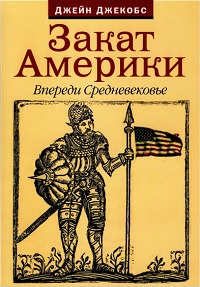 ДЖЕЙН ДЖЕКОБС
Закат
Америки
Впереди Средневековье